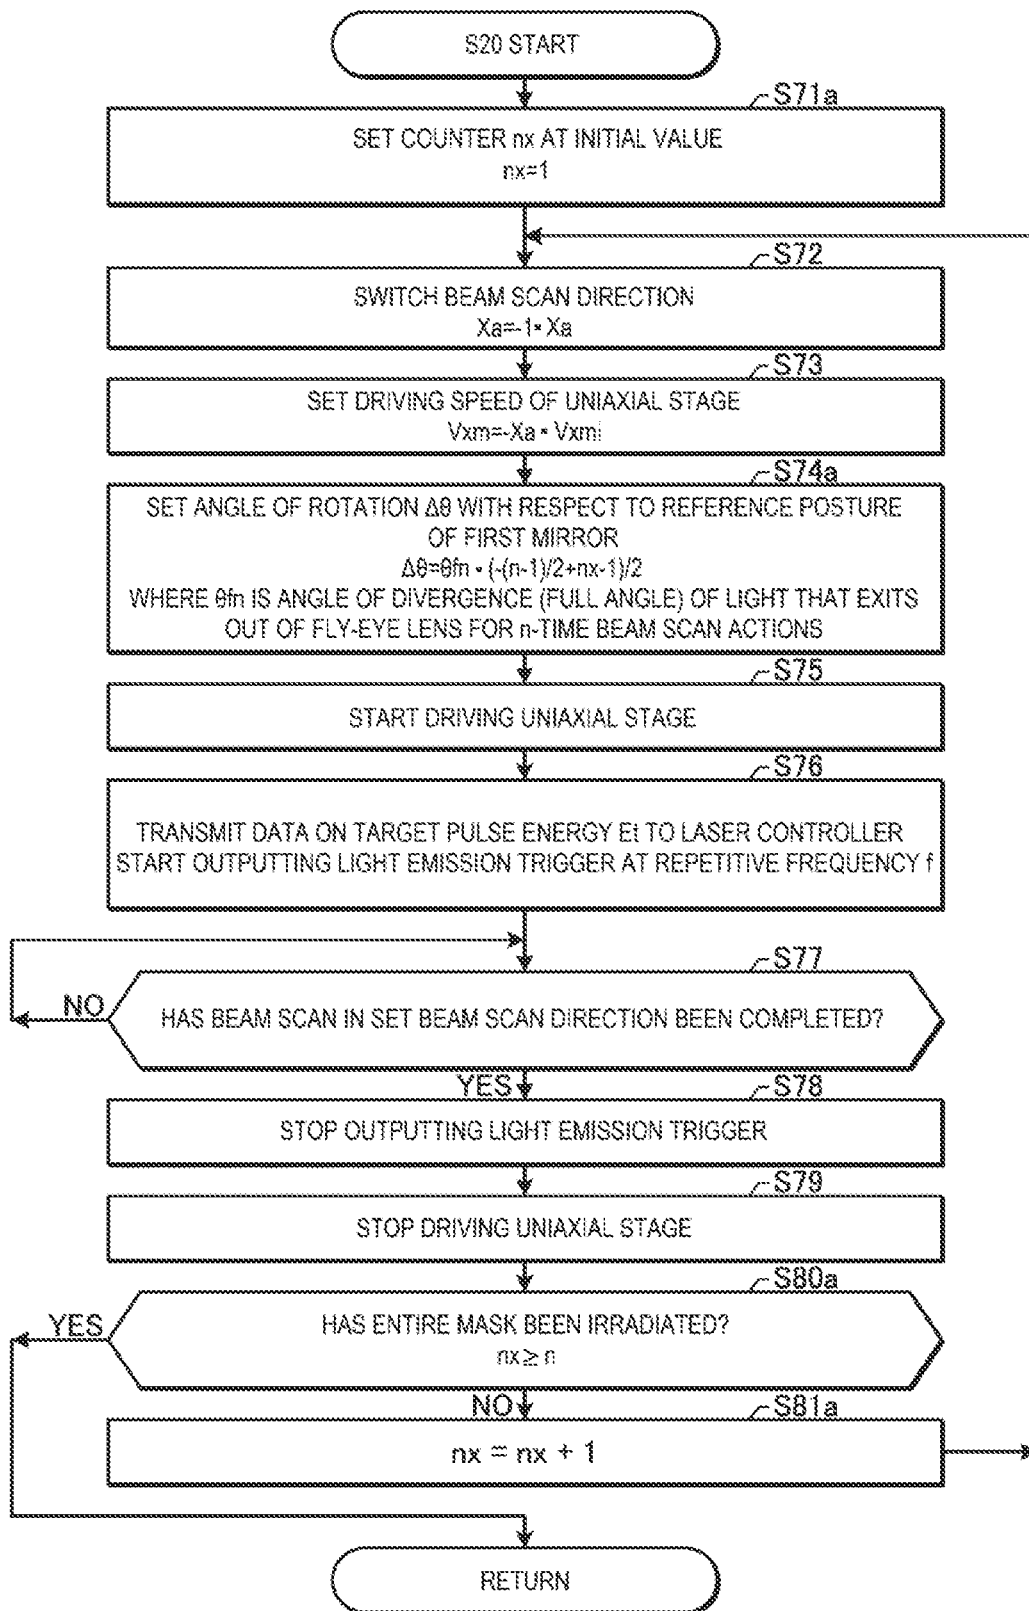 S20 START
S71a
SET COUNTER nx AT INITIAL VALUE
nx=1
S72
SWITCH BEAM SCAN DIRECTION
Xa=-1• Xa
S73
SET DRIVING SPEED OF UNIAXIAL STAGE
Vxm=-Xa • Vxmi
S74a
SET ANGLE OF ROTATION Δθ WITH RESPECT TO REFERENCE POSTURE
OF FIRST MIRROR
Δθ=θfn • (-(n-1)/2+nx-1)/2
WHERE θfn IS ANGLE OF DIVERGENCE (FULL ANGLE) OF LIGHT THAT EXITS
OUT OF FLY-EYE LENS FOR n-TIME BEAM SCAN ACTIONS
S75
START DRIVING UNIAXIAL STAGE
S76
TRANSMIT DATA ON TARGET PULSE ENERGY Et TO LASER CONTROLLER
START OUTPUTTING LIGHT EMISSION TRIGGER AT REPETITIVE FREQUENCY f
S77
NO
HAS BEAM SCAN IN SET BEAM SCAN DIRECTION BEEN COMPLETED?
YES
S78
STOP OUTPUTTING LIGHT EMISSION TRIGGER
S79
STOP DRIVING UNIAXIAL STAGE
S80a
YES
HAS ENTIRE MASK BEEN IRRADIATED?
nx ≥ n
NO
S81a
nx = nx + 1
RETURN